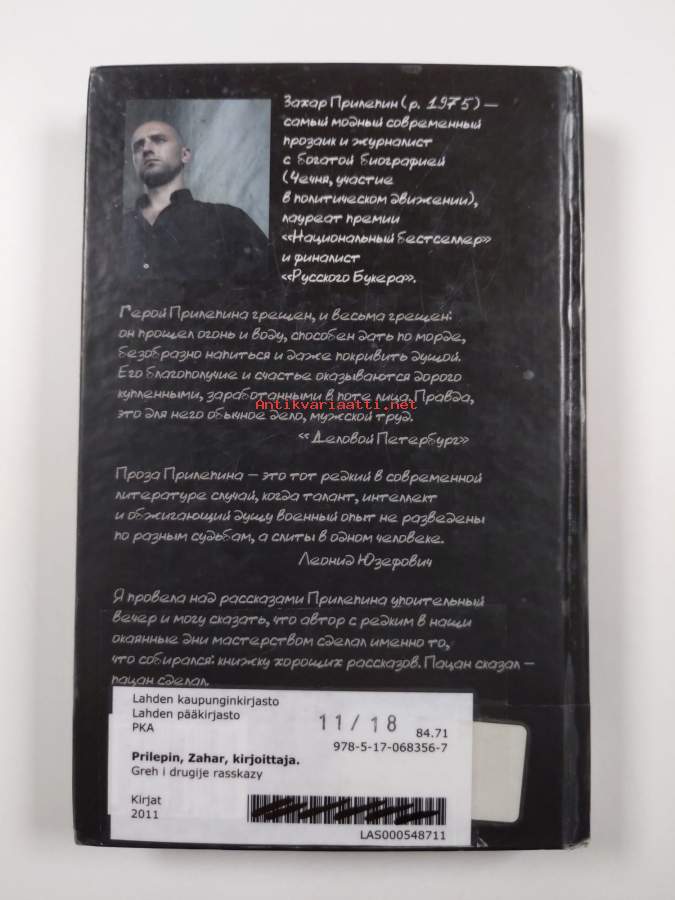 Захар Прилепин (р. 1975) —
самый модный современный
прозаик и журналист
с богатой биографией
(Чечня, участие
в политическом движении),
лауреат премии
«Национальный бестселлер»
и финалист
«Русского Букера».
Герой Прилепина грешен, и весьма грешен:
он прошел огонь и воду, способен дать по морде,
безобразно напиться и даже покривить душой.
Его благополучие и счастье оказываются дорого
купленными, заработанными в поте лица. Правда,
Antikvariaatti.net
это для него обычное дело, мужской труд.
«Деловой Петербург»
Проза Прилепина — это тот редкий в современной
литературе случай, когда талант, интеллект
и обжигающий душу военный опыт не разведены
по разным судьбам, а слиты в одном человеке.
Леонид Юзефович
Я провела над рассказами Прилепина упоительный
вечер и могу сказать, что автор с редким в наши
окаянные дни мастерством сделал именно то,
что собирался: книжку хороших рассказов. Пацан сказал —
пацан сделал.
Lahden kaupunginkirjasto
Lahden pääkirjasto
PKA
11/18
84.71
978-5-17-068356-7
Prilepin, Zahar, kirjoittaja.
Greh i drugije rasskazy
Kirjat
2011
LAS000548711